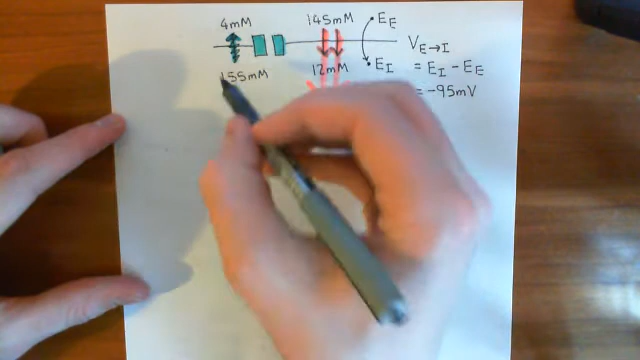 4mM 145mM E_E
V_E→I
155mM 12mM E_I = E_I − E_E
= −95mV